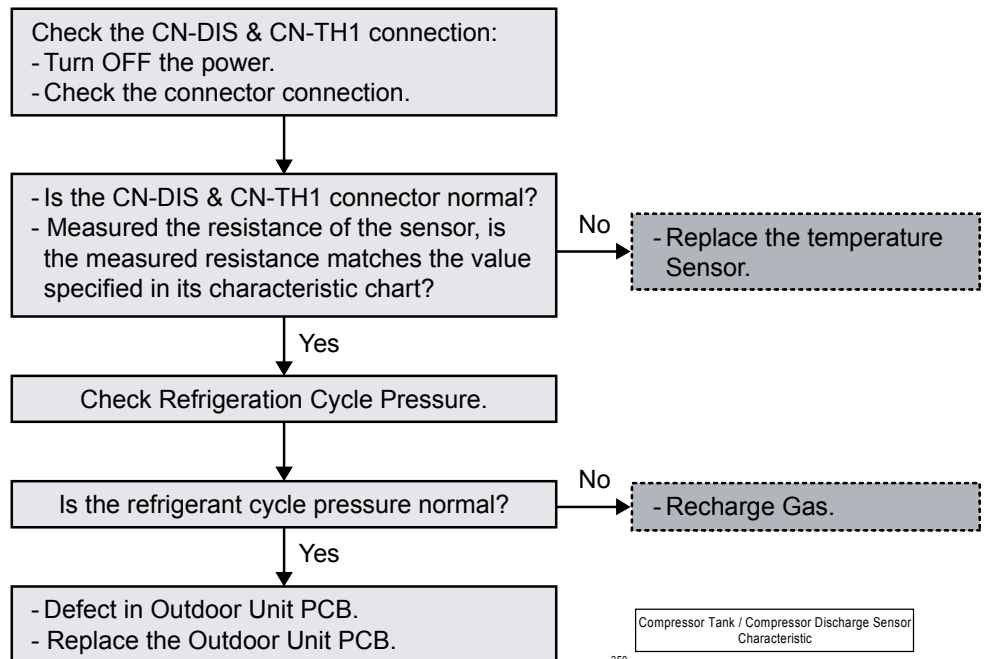 Check the CN-DIS & CN-TH1 connection:
- Turn OFF the power.
- Check the connector connection.
- Is the CN-DIS & CN-TH1 connector normal?
- Measured the resistance of the sensor, is
the measured resistance matches the value
specified in its characteristic chart?
No
- Replace the temperature
Sensor.
Yes
Check Refrigeration Cycle Pressure.
Is the refrigerant cycle pressure normal?
No
- Recharge Gas.
Yes
- Defect in Outdoor Unit PCB.
- Replace the Outdoor Unit PCB.
Compressor Tank / Compressor Discharge Sensor
Characteristic